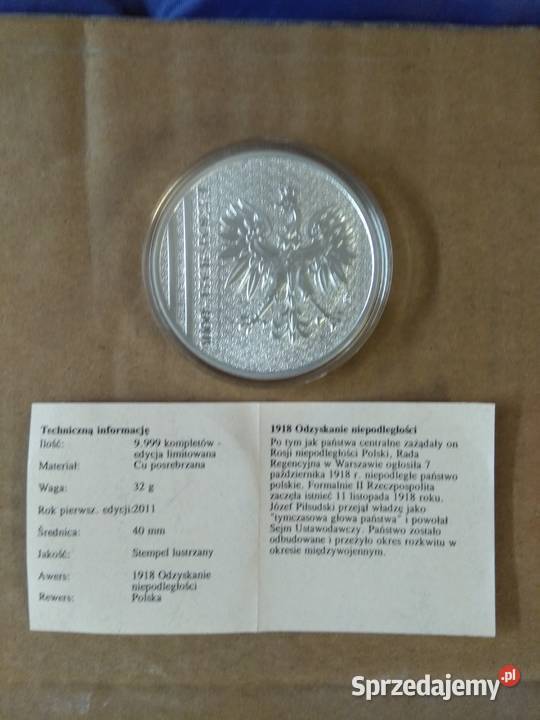 Techniczną informację
Ilość: 9.999 kompletów -
edycja limitowana
Materiał: Cu posrebrzana
Waga: 32 g
Rok pierwsz. edycji:2011
Średnica: 40 mm
Jakość: Stempel lustrzany
Awers: 1918 Odzyskanie
niepodległości
Rewers: Polska
1918 Odzyskanie niepodległości
Po tym jak państwa centralne zażądały on
Rosji niepodległości Polski, Rada
Regencyjna w Warszawie ogłosiła 7
października 1918 r. niepodległe państwo
polskie. Formalnie II Rzeczpospolita
zaczęła istnieć 11 listopada 1918 roku.
Józef Piłsudski przejął władzę jako
"tymczasowa głowa państwa" i powołał
Sejm Ustawodawczy. Państwo zostało
odbudowane i przeżyło okres rozkwitu w
okresie międzywojennym.
Sprzedajemy.pl